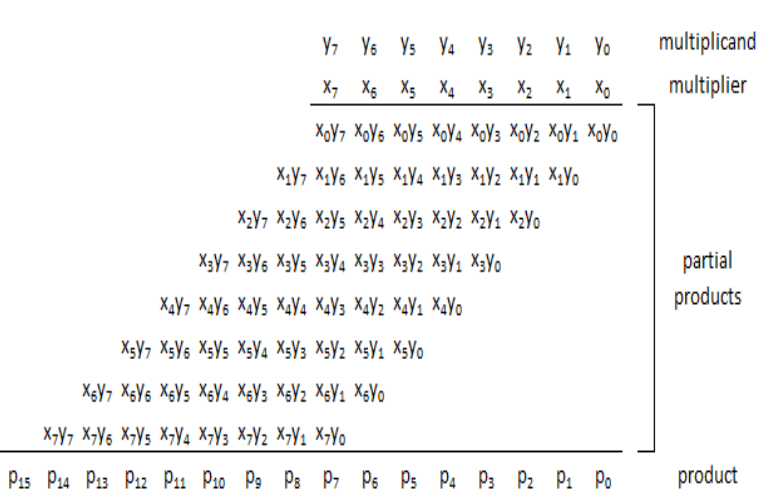 y₇ y₆ y₅ y₄ y₃ y₂ y₁ y₀ multiplicand
x₇ x₆ x₅ x₄ x₃ x₂ x₁ x₀ multiplier
x₀y₇ x₀y₆ x₀y₅ x₀y₄ x₀y₃ x₀y₂ x₀y₁ x₀y₀
x₁y₇ x₁y₆ x₁y₅ x₁y₄ x₁y₃ x₁y₂ x₁y₁ x₁y₀
x₂y₇ x₂y₆ x₂y₅ x₂y₄ x₂y₃ x₂y₂ x₂y₁ x₂y₀
x₃y₇ x₃y₆ x₃y₅ x₃y₄ x₃y₃ x₃y₂ x₃y₁ x₃y₀ partial
products
x₄y₇ x₄y₆ x₄y₅ x₄y₄ x₄y₃ x₄y₂ x₄y₁ x₄y₀
x₅y₇ x₅y₆ x₅y₅ x₅y₄ x₅y₃ x₅y₂ x₅y₁ x₅y₀
x₆y₇ x₆y₆ x₆y₅ x₆y₄ x₆y₃ x₆y₂ x₆y₁ x₆y₀
x₇y₇ x₇y₆ x₇y₅ x₇y₄ x₇y₃ x₇y₂ x₇y₁ x₇y₀
p₁₅ p₁₄ p₁₃ p₁₂ p₁₁ p₁₀ p₉ p₈ p₇ p₆ p₅ p₄ p₃ p₂ p₁ p₀ product